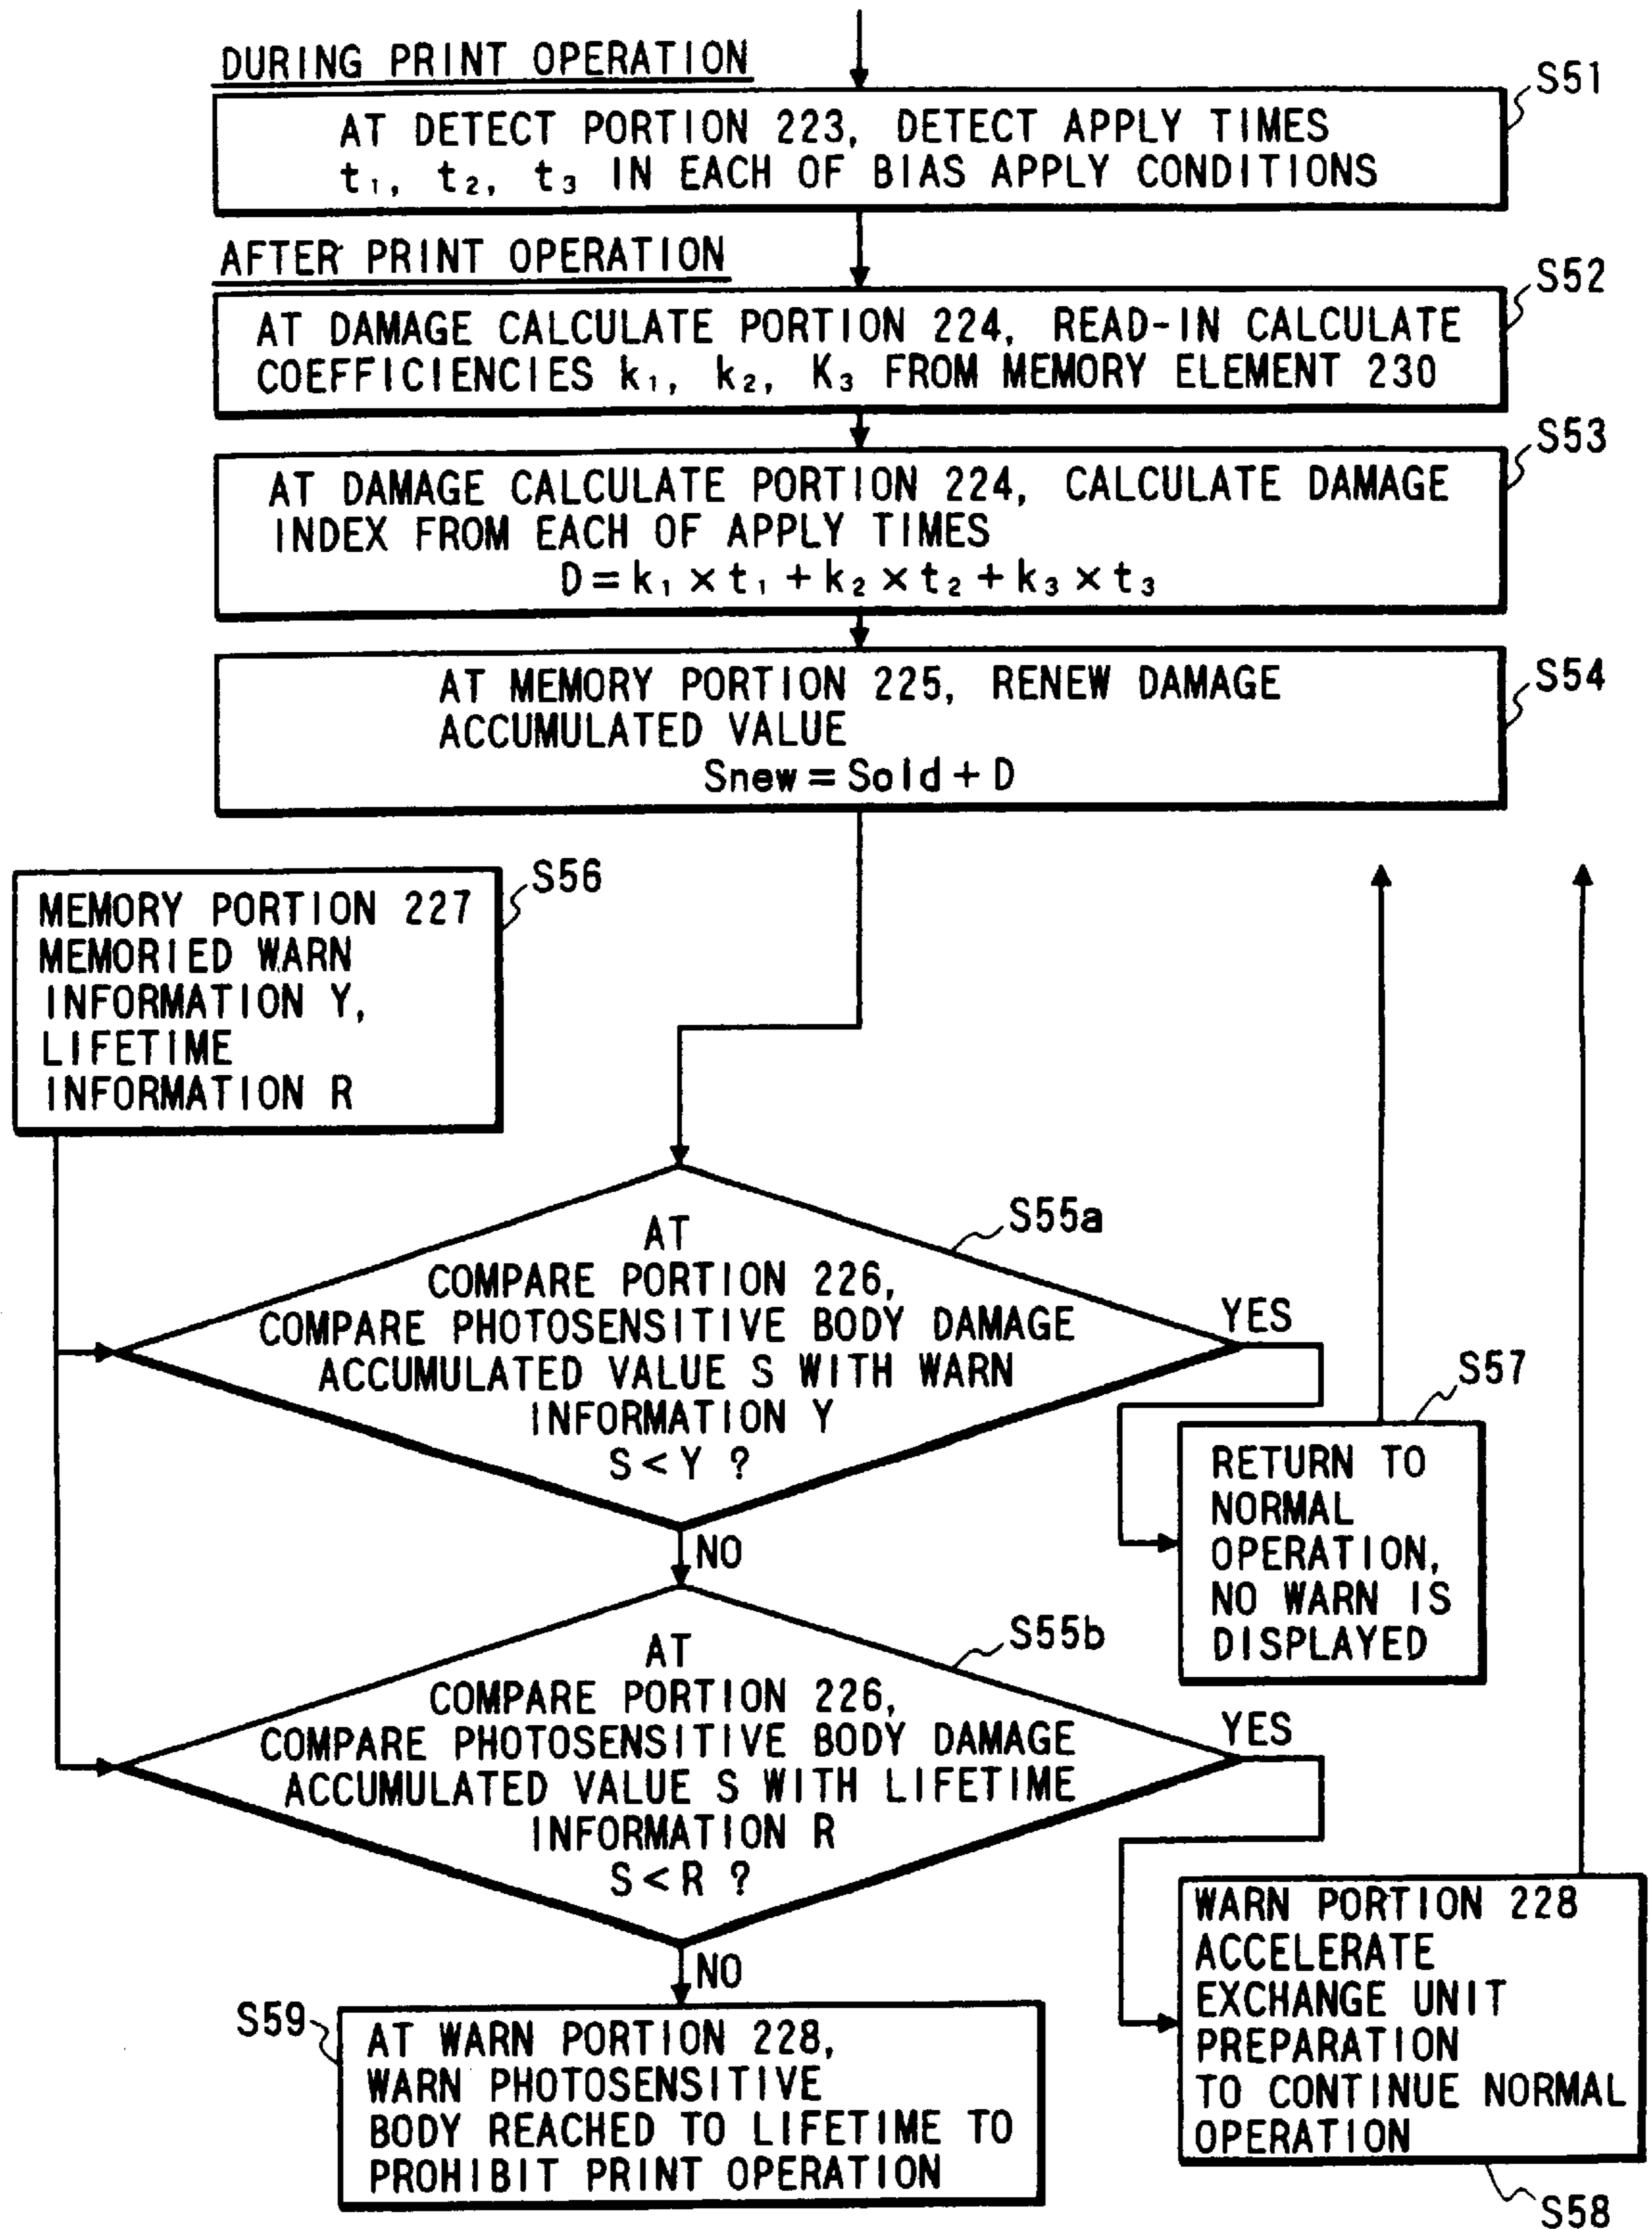 DURING PRINT OPERATION
S51
AT DETECT PORTION 223, DETECT APPLY TIMES
t₁, t₂, t₃ IN EACH OF BIAS APPLY CONDITIONS
AFTER PRINT OPERATION
S52
AT DAMAGE CALCULATE PORTION 224, READ-IN CALCULATE
COEFFICIENCIES k₁, k₂, K₃ FROM MEMORY ELEMENT 230
S53
AT DAMAGE CALCULATE PORTION 224, CALCULATE DAMAGE
INDEX FROM EACH OF APPLY TIMES
D=k₁×t₁+k₂×t₂+k₃×t₃
S54
AT MEMORY PORTION 225, RENEW DAMAGE
ACCUMULATED VALUE
Snew=Sold+D
S56
MEMORY PORTION 227
MEMORIED WARN
INFORMATION Y,
LIFETIME
INFORMATION R
S55a
AT
COMPARE PORTION 226,
COMPARE PHOTOSENSITIVE BODY DAMAGE
ACCUMULATED VALUE S WITH WARN
INFORMATION Y
S<Y ?
YES
NO
S57
RETURN TO
NORMAL
OPERATION,
NO WARN IS
DISPLAYED
S55b
AT
COMPARE PORTION 226,
COMPARE PHOTOSENSITIVE BODY DAMAGE
ACCUMULATED VALUE S WITH LIFETIME
INFORMATION R
S<R ?
YES
NO
WARN PORTION 228
ACCELERATE
EXCHANGE UNIT
PREPARATION
TO CONTINUE NORMAL
OPERATION
S58
S59
AT WARN PORTION 228,
WARN PHOTOSENSITIVE
BODY REACHED TO LIFETIME TO
PROHIBIT PRINT OPERATION